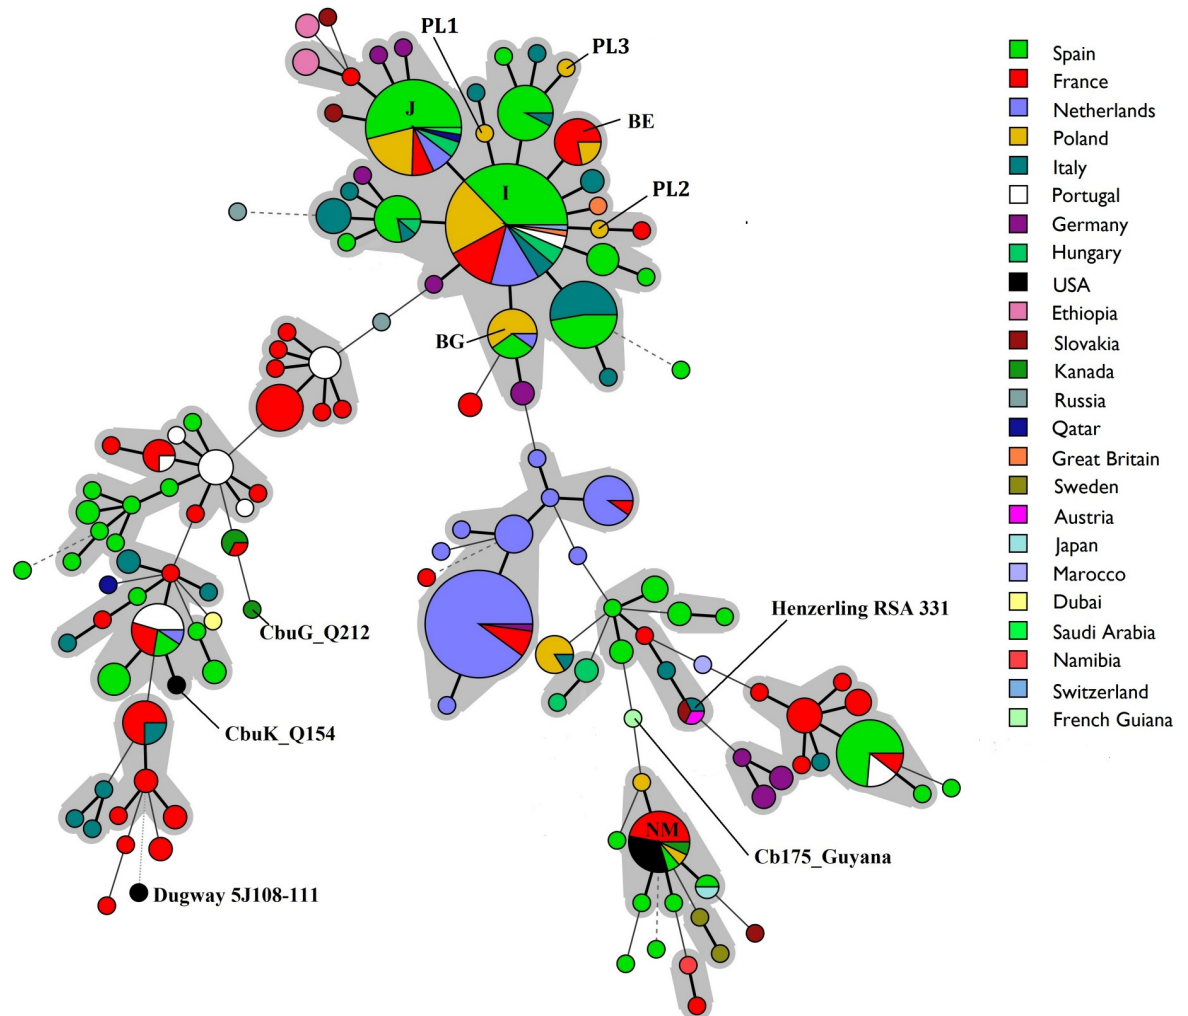 PL1
PL3
J
BE
I
PL2
BG
CbuG_Q212
CbuK_Q154
Dugway 5J108-111
Henzerling RSA 331
NM
Cb175_Guyana
Spain
France
Netherlands
Poland
Italy
Portugal
Germany
Hungary
USA
Ethiopia
Slovakia
Kanada
Russia
Qatar
Great Britain
Sweden
Austria
Japan
Marocco
Dubai
Saudi Arabia
Namibia
Switzerland
French Guiana